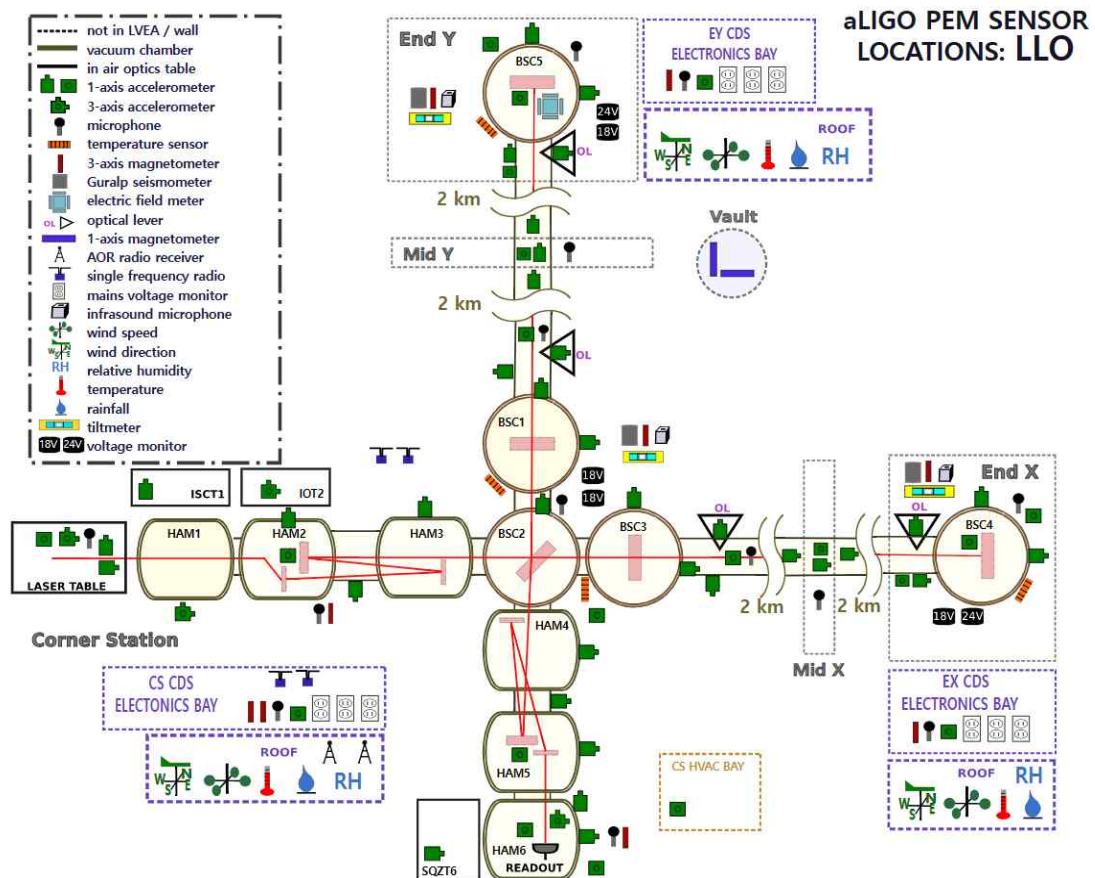 aLIGO PEM SENSOR
LOCATIONS: LLO
not in LVEA / wall
vacuum chamber
in air optics table
1-axis accelerometer
3-axis accelerometer
microphone
temperature sensor
3-axis magnetometer
Guralp seismometer
electric field meter
OL optical lever
1-axis magnetometer
AOR radio receiver
single frequency radio
mains voltage monitor
infrasound microphone
wind speed
W S N E wind direction
RH relative humidity
temperature
rainfall
tiltmeter
18V 24V voltage monitor
End Y
BSC5
24V
18V
OL
EY CDS
ELECTRONICS BAY
ROOF
W S N E
RH
2 km
2 km
Mid Y
Vault
2 km
2 km
OL
BSC1
18V
18V
ISCT1
IOT2
LASER TABLE
HAM1
HAM2
HAM3
BSC2
BSC3
OL
2 km
2 km
Mid X
OL
End X
BSC4
18V 24V
Corner Station
HAM4
HAM5
HAM6
READOUT
SQZT6
CS CDS
ELECTONICS BAY
ROOF
W S N E
RH
CS HVAC BAY
EX CDS
ELECTRONICS BAY
ROOF
RH
W S N E